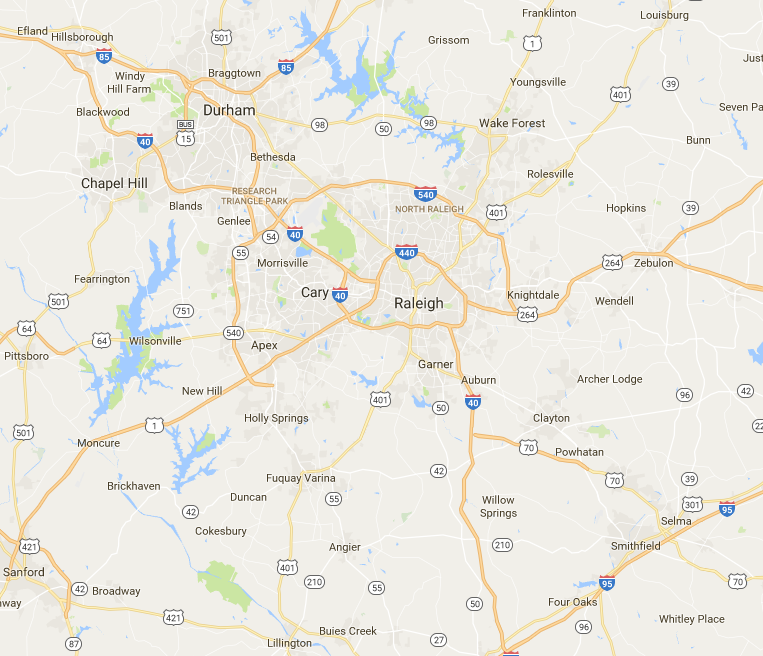 Franklinton
Louisburg
Efland
Hillsborough
501
Grissom
1
85
85
Windy
Hill Farm
Braggtown
Youngsville
39
401
Just
Blackwood
Durham
BUS
15
98
50
98
Wake Forest
Seven Pa
40
Bunn
Bethesda
Rolesville
Chapel Hill
RESEARCH
TRIANGLE PARK
540
NORTH RALEIGH
401
Hopkins
39
Blands
Genlee
54
40
55
440
264
Zebulon
Morrisville
Fearrington
Cary
40
Raleigh
Knightdale
Wendell
501
751
264
64
64
Wilsonville
540
Apex
Pittsboro
Garner
Auburn
Archer Lodge
New Hill
401
50
40
96
42
Holly Springs
Clayton
1
501
Moncure
22
70
Powhatan
42
70
39
Fuquay Varina
Brickhaven
Duncan
55
Willow
Springs
301
95
42
Selma
Cokesbury
421
Angier
210
Smithfield
Sanford
401
210
55
95
70
nway
42
Broadway
50
Four Oaks
421
96
Whitley Place
87
Lillington
Buies Creek
27